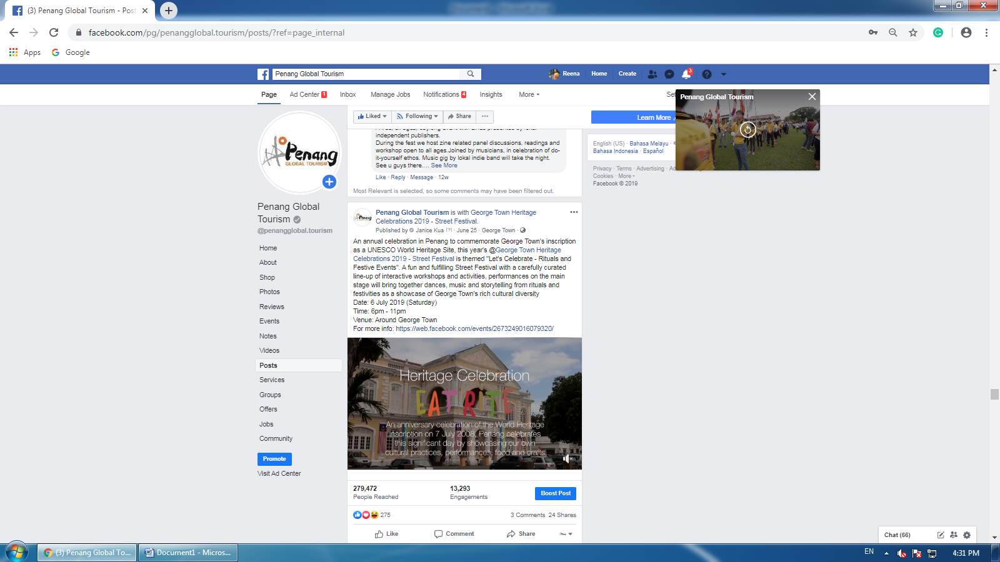 (3) Penang Global Tourism - Post
facebook.com/pg/penangglobal.tourism/posts/?ref=page_internal
Apps
Google
Penang Global Tourism
Reena
Home
Create
3
Page
Ad Center 1
Inbox
Manage Jobs
Notifications 4
Insights
More
Penang Global Tourism
Penang
GLOBAL TOURISM
Penang Global
Tourism
@penangglobal.tourism
Home
About
Shop
Photos
Reviews
Events
Notes
Videos
Posts
Services
Groups
Offers
Jobs
Community
Promote
Visit Ad Center
Liked
Following
Share
independent publishers.
During the fest we host zine related panel discussions, readings and
workshop open to all ages.Joined by musicians, in celebration of do-
it-yourself ethos. Music gig by lokal indie band will take the night.
See u guys there.... See More
Like · Reply · Message · 12w
Most Relevant is selected, so some comments may have been filtered out.
Penang Global Tourism is with George Town Heritage
Celebrations 2019 - Street Festival.
Published by Janice Kua [?] · June 25 · George Town ·
An annual celebration in Penang to commemorate George Town's inscription
as a UNESCO World Heritage Site, this year's @George Town Heritage
Celebrations 2019 - Street Festival is themed "Let's Celebrate - Rituals and
Festive Events". A fun and fulfilling Street Festival with a carefully curated
line-up of interactive workshops and activities, performances on the main
stage will bring together dances, music and storytelling from rituals and
festivities as a showcase of George Town's rich cultural diversity
Date: 6 July 2019 (Saturday)
Time: 6pm - 11pm
Venue: Around George Town
For more info: https://web.facebook.com/events/2673249016079320/
Heritage Celebration
EAT RITE
An anniversary celebration of the World Heritage
inscription on 7 July 2008, Penang celebrates
this significant day by showcasing our own
cultural practices, performances, food and crafts.
279,472
People Reached
13,293
Engagements
Boost Post
275
3 Comments 24 Shares
Like
Comment
Share
Learn More
English (US) · Bahasa Melayu ·
Bahasa Indonesia · Español
Privacy · Terms · Advertising ·
Cookies · More
Facebook © 2019
Chat (66)
(3) Penang Global To...
Document1 - Micros...
EN
4:31 PM